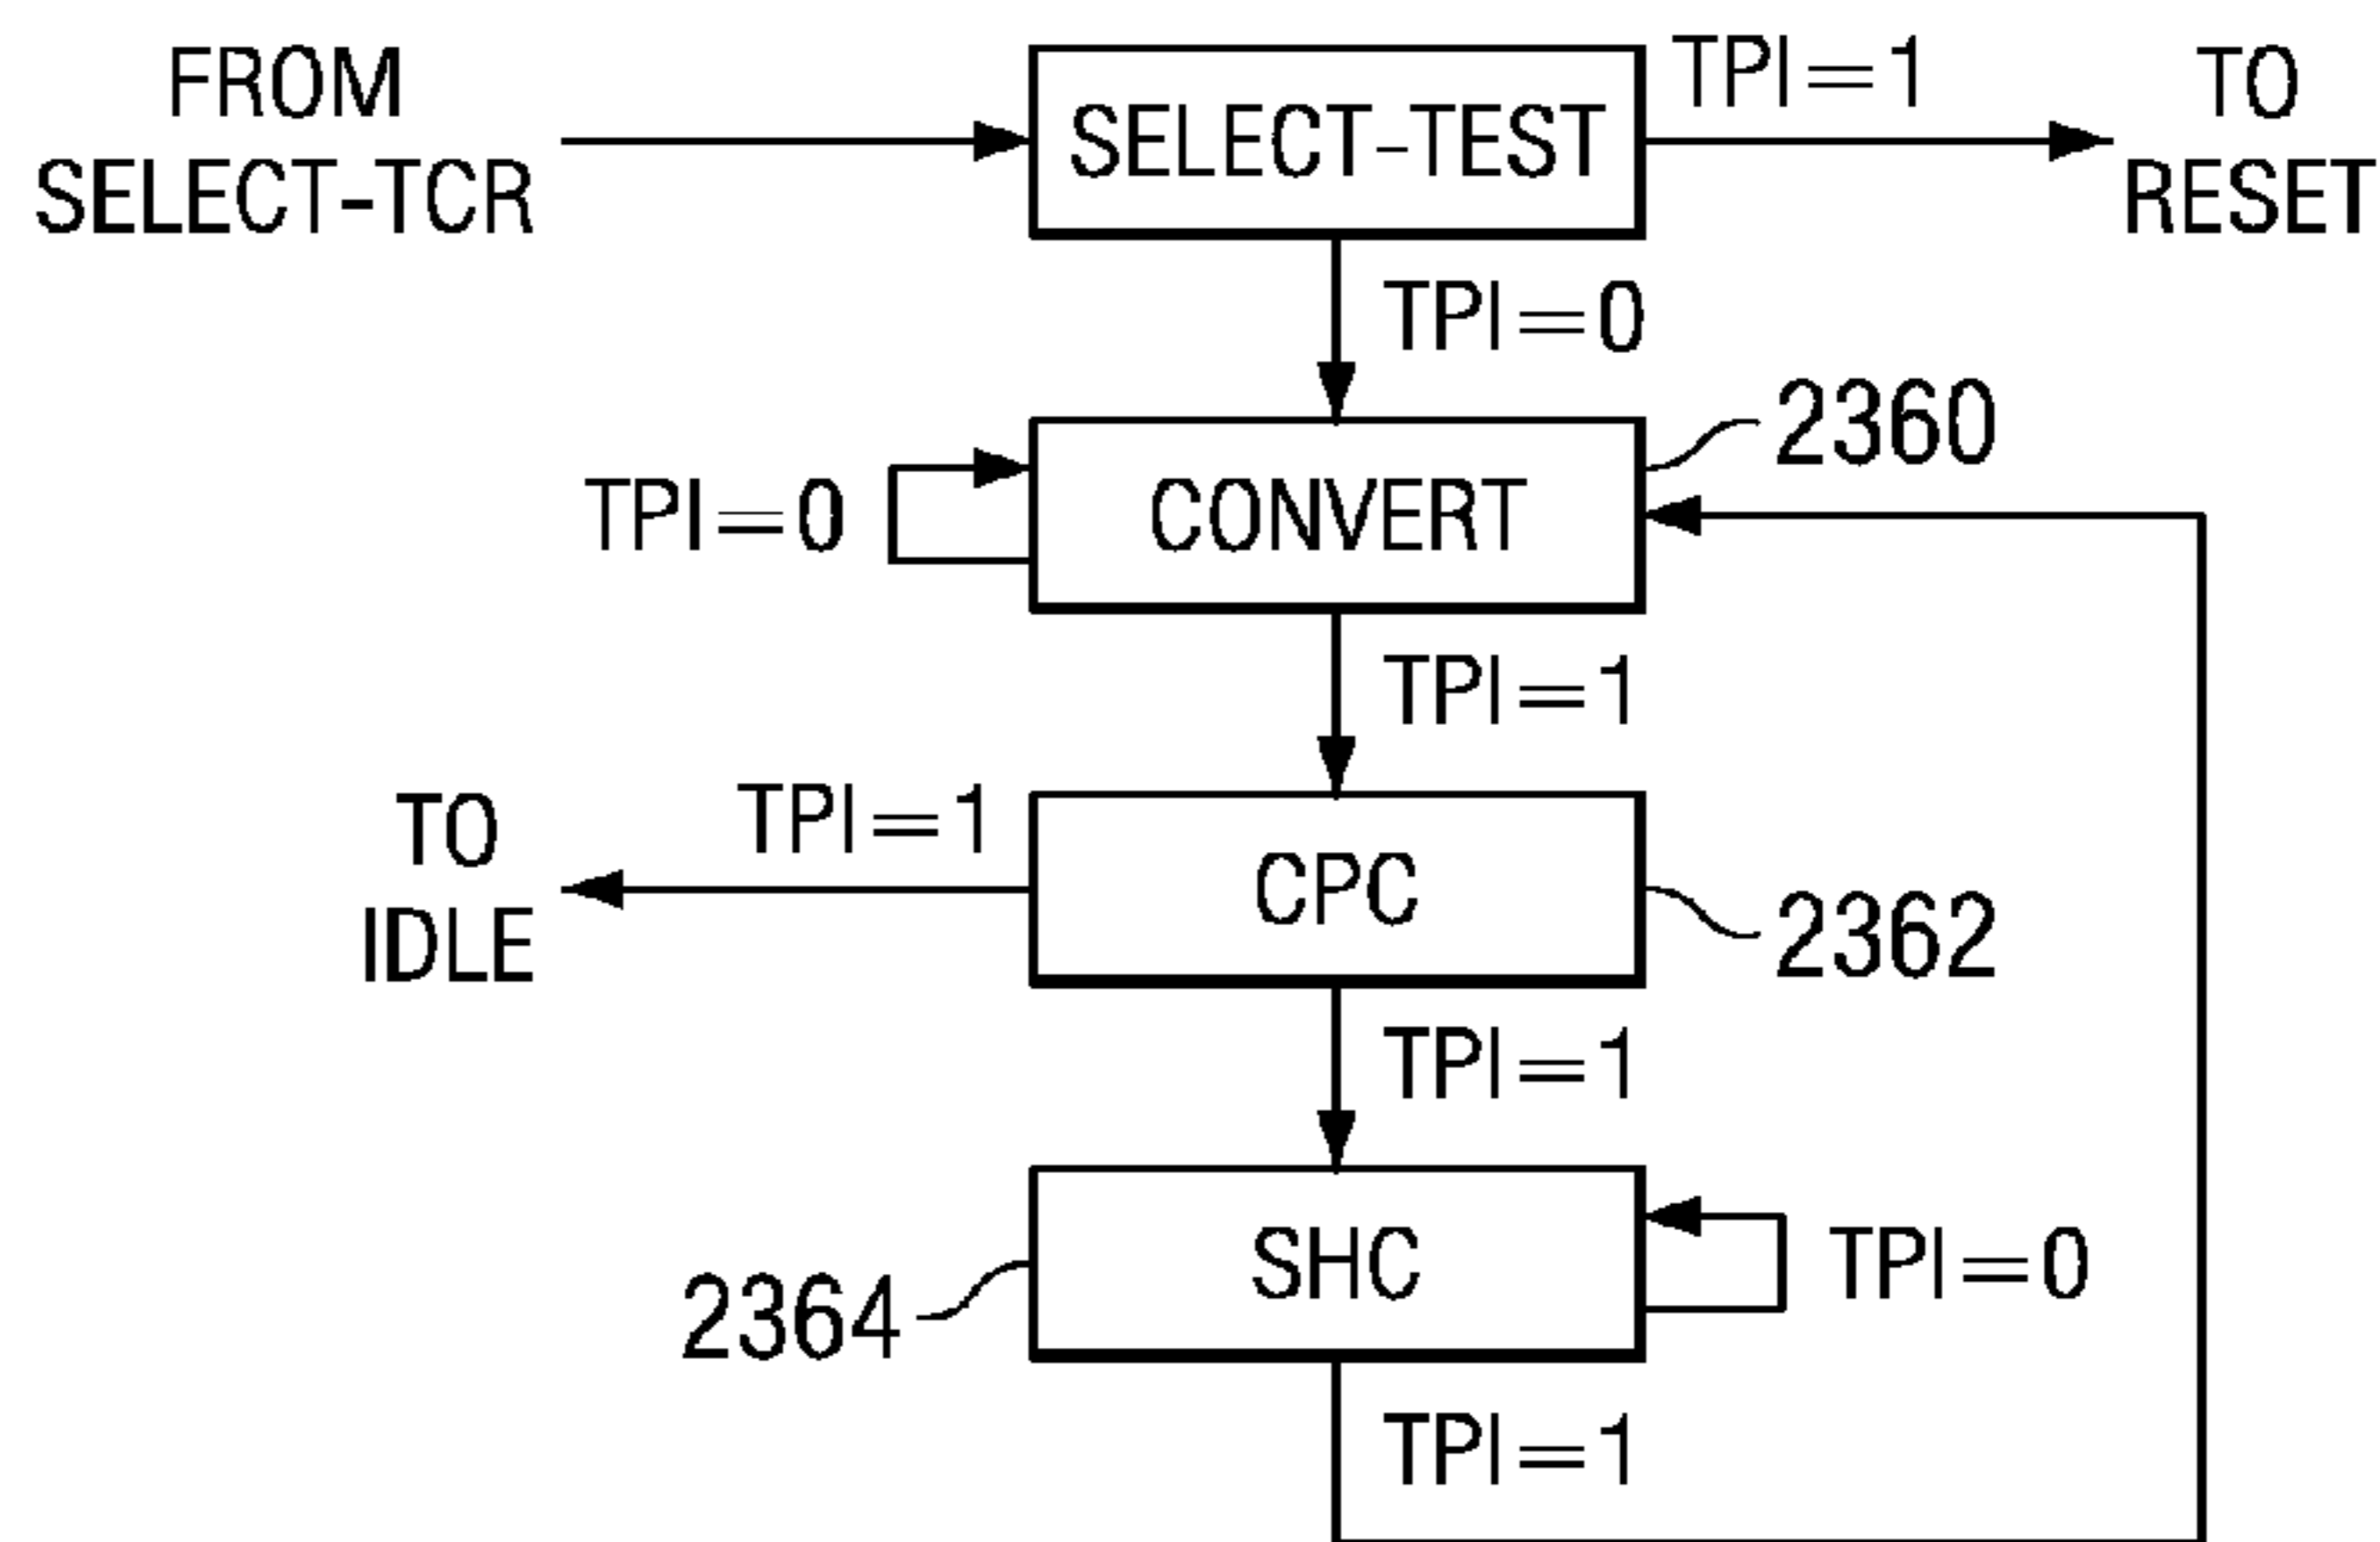 FROM
SELECT-TCR
SELECT-TEST
TPI=1
TO
RESET
TPI=0
2360
TPI=0
CONVERT
TPI=1
TO
IDLE
TPI=1
CPC
2362
TPI=1
SHC
TPI=0
2364
TPI=1